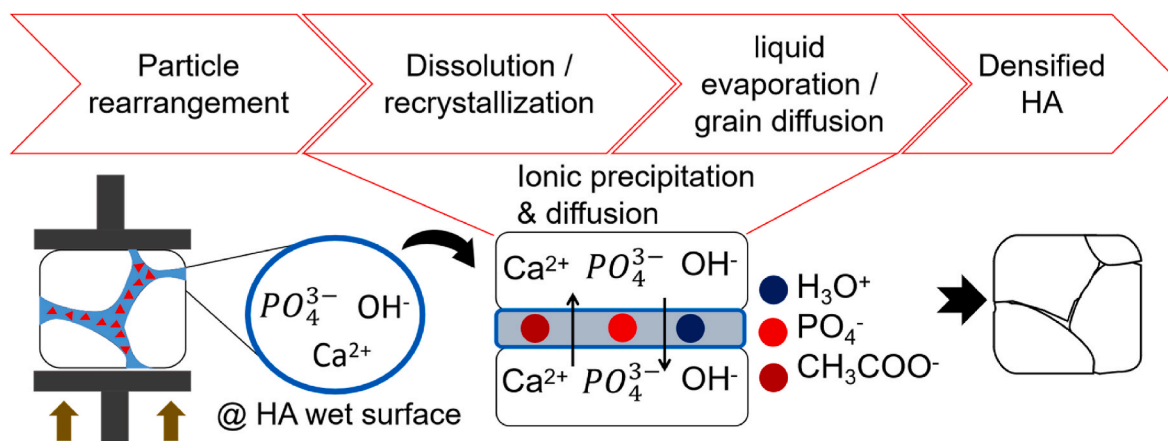 Particle
rearrangement
Dissolution /
recrystallization
liquid
evaporation /
grain diffusion
Densified
HA
Ionic precipitation
& diffusion
PO₄³⁻ OH⁻
Ca²⁺
@ HA wet surface
Ca²⁺ PO₄³⁻ OH⁻
Ca²⁺ PO₄³⁻ OH⁻
H₃O⁺
PO₄⁻
CH₃COO⁻